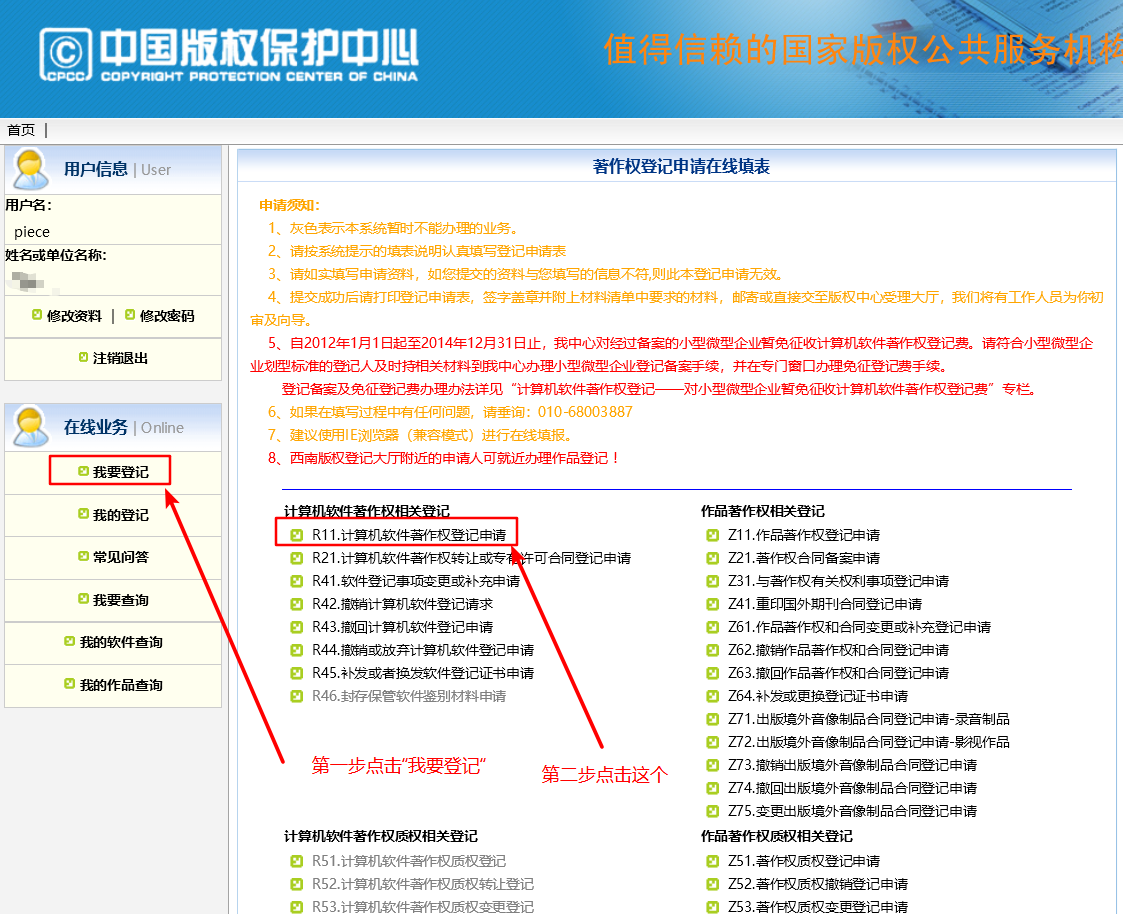 中国版权保护中心
CPCC COPYRIGHT PROTECTION CENTER OF CHINA
值得信赖的国家版权公共服务机构
首页 |
用户信息 | User
用户名:
piece
姓名或单位名称:
修改资料 | 修改密码
注销退出
在线业务 | Online
我要登记
我的登记
常见问答
我要查询
我的软件查询
我的作品查询
著作权登记申请在线填表
申请须知:
1、灰色表示本系统暂时不能办理的业务。
2、请按系统提示的填表说明认真填写登记申请表
3、请如实填写申请资料，如您提交的资料与您填写的信息不符,则此本登记申请无效。
4、提交成功后请打印登记申请表，签字盖章并附上材料清单中要求的材料，邮寄或直接交至版权中心受理大厅，我们将有工作人员为你初
审及向导。
5、自2012年1月1日起至2014年12月31日止，我中心对经过备案的小型微型企业暂免征收计算机软件著作权登记费。请符合小型微型企
业划型标准的登记人及时持相关材料到我中心办理小型微型企业登记备案手续，并在专门窗口办理免征登记费手续。
登记备案及免征登记费办理办法详见“计算机软件著作权登记——对小型微型企业暂免征收计算机软件著作权登记费”专栏。
6、如果在填写过程中有任何问题，请垂询：010-68003887
7、建议使用IE浏览器（兼容模式）进行在线填报。
8、西南版权登记大厅附近的申请人可就近办理作品登记！
计算机软件著作权相关登记
R11.计算机软件著作权登记申请
R21.计算机软件著作权转让或专有许可合同登记申请
R41.软件登记事项变更或补充申请
R42.撤销计算机软件登记请求
R43.撤回计算机软件登记申请
R44.撤销或放弃计算机软件登记申请
R45.补发或者换发软件登记证书申请
R46.封存保管软件鉴别材料申请
第一步点击"我要登记"
第二步点击这个
作品著作权相关登记
Z11.作品著作权登记申请
Z21.著作权合同备案申请
Z31.与著作权有关权利事项登记申请
Z41.重印国外期刊合同登记申请
Z61.作品著作权和合同变更或补充登记申请
Z62.撤销作品著作权和合同登记申请
Z63.撤回作品著作权和合同登记申请
Z64.补发或更换登记证书申请
Z71.出版境外音像制品合同登记申请-录音制品
Z72.出版境外音像制品合同登记申请-影视作品
Z73.撤销出版境外音像制品合同登记申请
Z74.撤回出版境外音像制品合同登记申请
Z75.变更出版境外音像制品合同登记申请
计算机软件著作权质权相关登记
R51.计算机软件著作权质权登记
R52.计算机软件著作权质权转让登记
R53.计算机软件著作权质权变更登记
作品著作权质权相关登记
Z51.著作权质权登记申请
Z52.著作权质权撤销登记申请
Z53.著作权质权变更登记申请